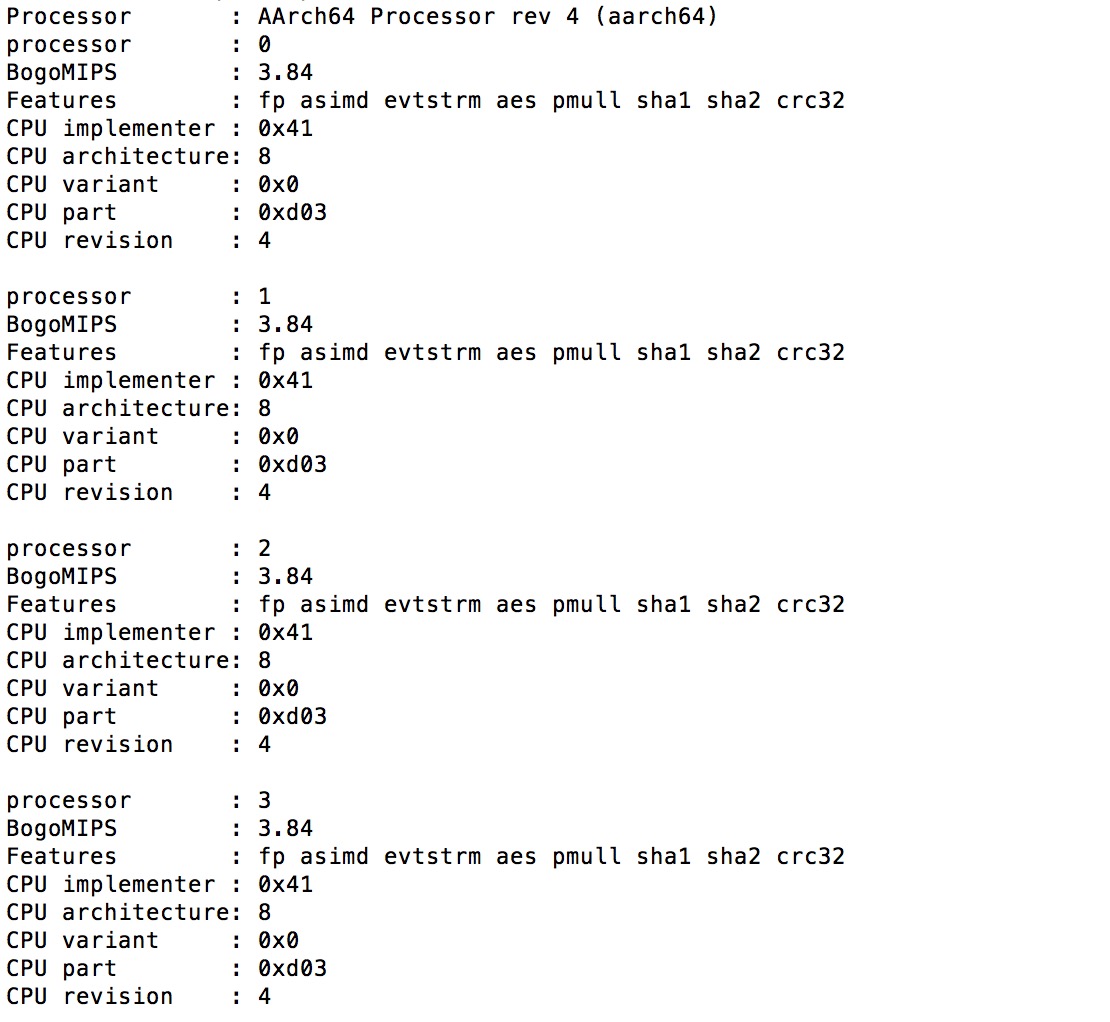 Processor       : AArch64 Processor rev 4 (aarch64)
processor       : 0
BogoMIPS        : 3.84
Features        : fp asimd evtstrm aes pmull sha1 sha2 crc32
CPU implementer : 0x41
CPU architecture: 8
CPU variant     : 0x0
CPU part        : 0xd03
CPU revision    : 4

processor       : 1
BogoMIPS        : 3.84
Features        : fp asimd evtstrm aes pmull sha1 sha2 crc32
CPU implementer : 0x41
CPU architecture: 8
CPU variant     : 0x0
CPU part        : 0xd03
CPU revision    : 4

processor       : 2
BogoMIPS        : 3.84
Features        : fp asimd evtstrm aes pmull sha1 sha2 crc32
CPU implementer : 0x41
CPU architecture: 8
CPU variant     : 0x0
CPU part        : 0xd03
CPU revision    : 4

processor       : 3
BogoMIPS        : 3.84
Features        : fp asimd evtstrm aes pmull sha1 sha2 crc32
CPU implementer : 0x41
CPU architecture: 8
CPU variant     : 0x0
CPU part        : 0xd03
CPU revision    : 4